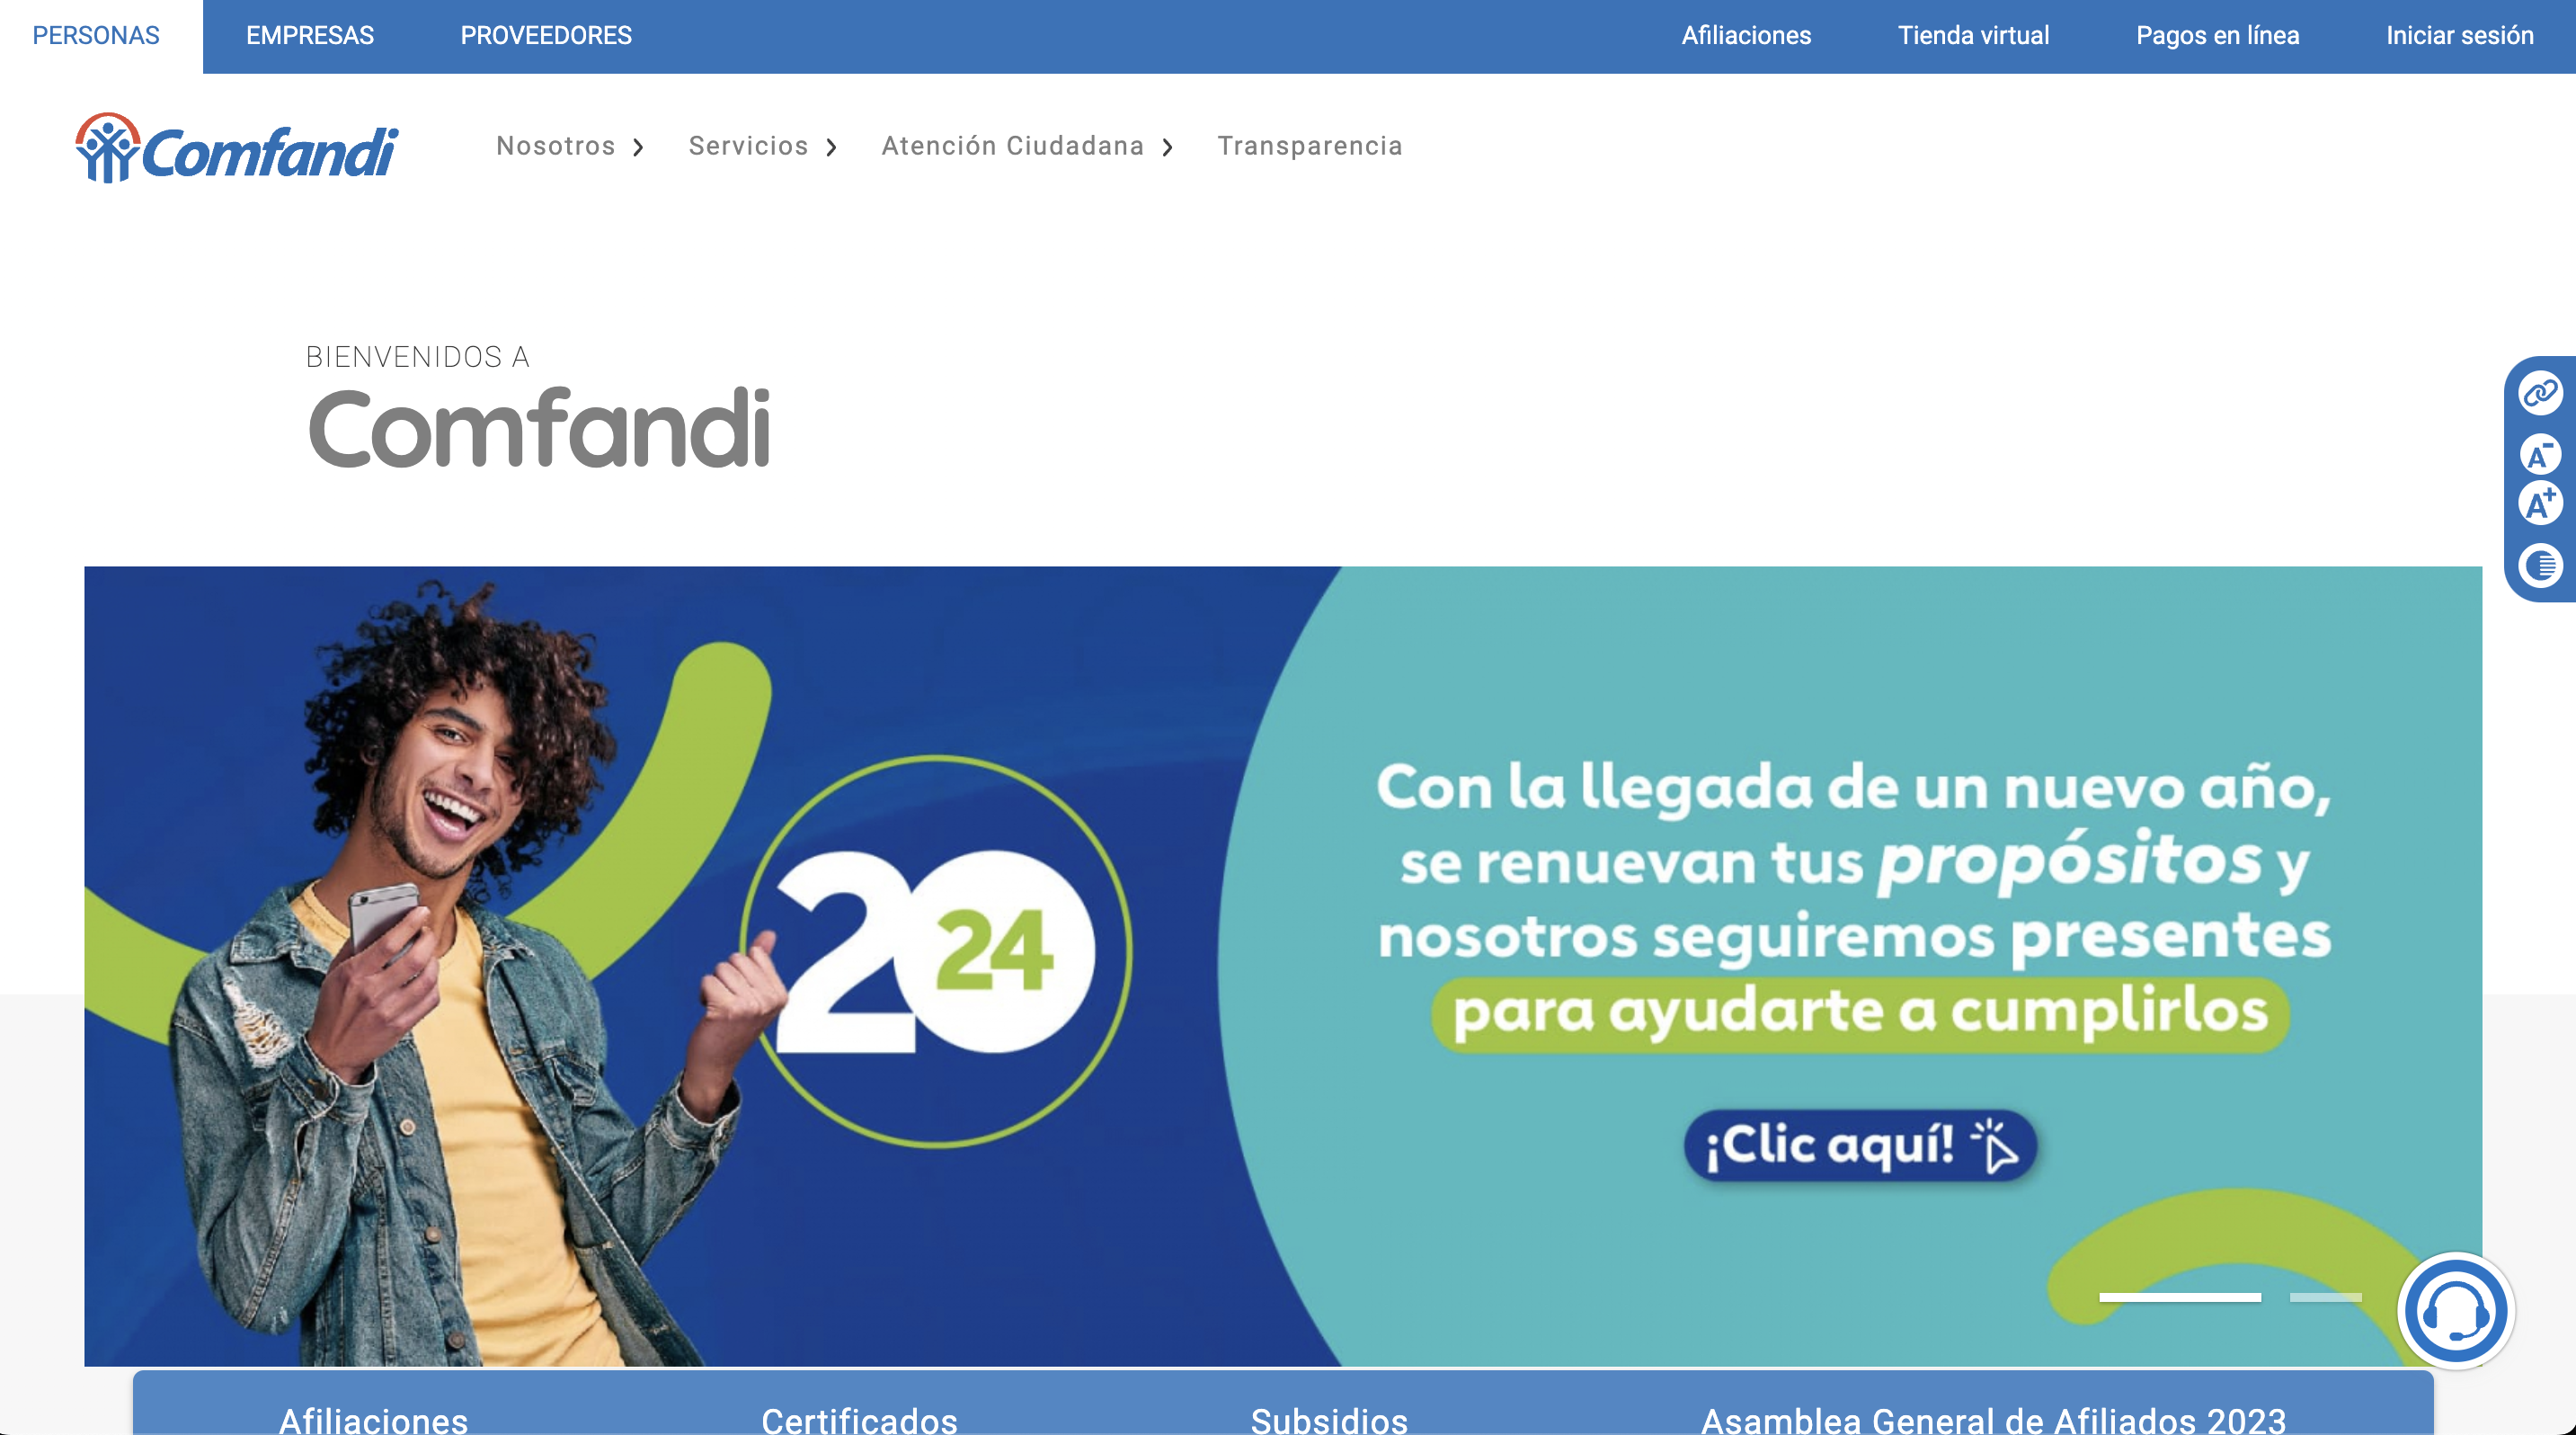 PERSONAS EMPRESAS PROVEEDORES Afiliaciones Tienda virtual Pagos en línea Iniciar sesión
Comfandi Nosotros Servicios Atención Ciudadana Transparencia
BIENVENIDOS A
Comfandi
A-
A+
2024
Con la llegada de un nuevo año,
se renuevan tus propósitos y
nosotros seguiremos presentes
para ayudarte a cumplirlos
¡Clic aquí!
Afiliaciones Certificados Subsidios Asamblea General de Afiliados 2023